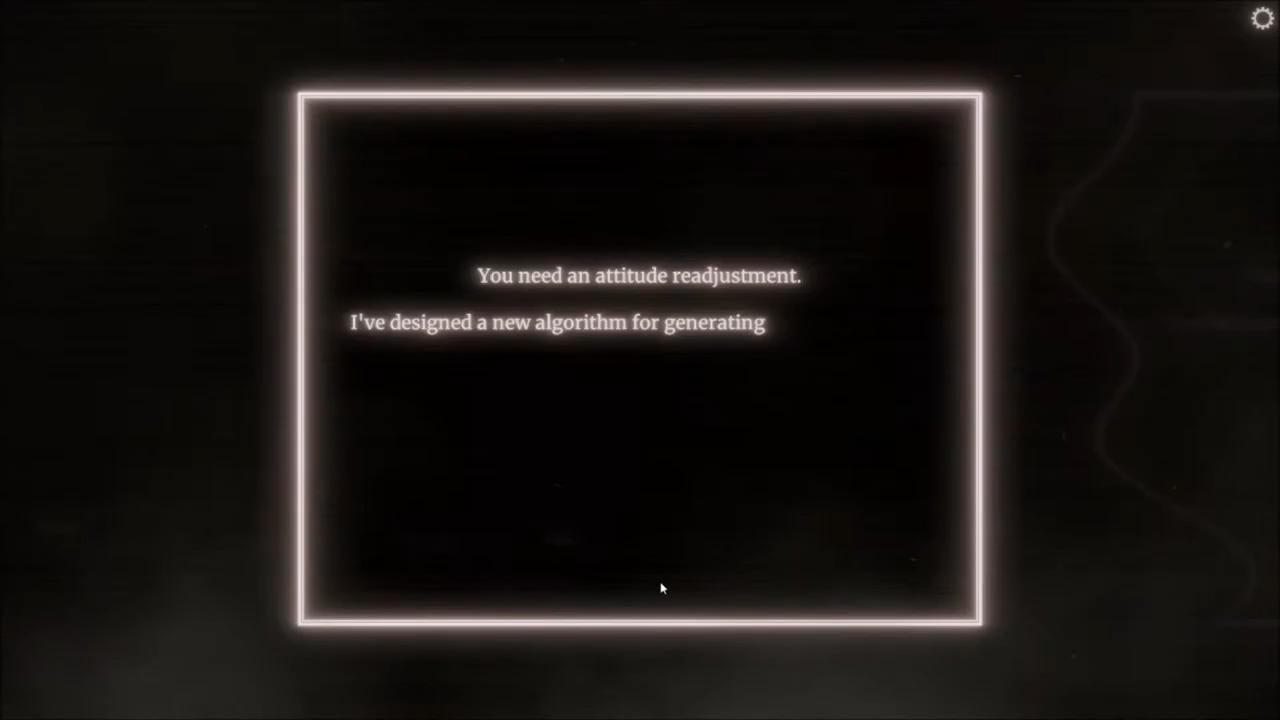 You need an attitude readjustment.
I've designed a new algorithm for generating